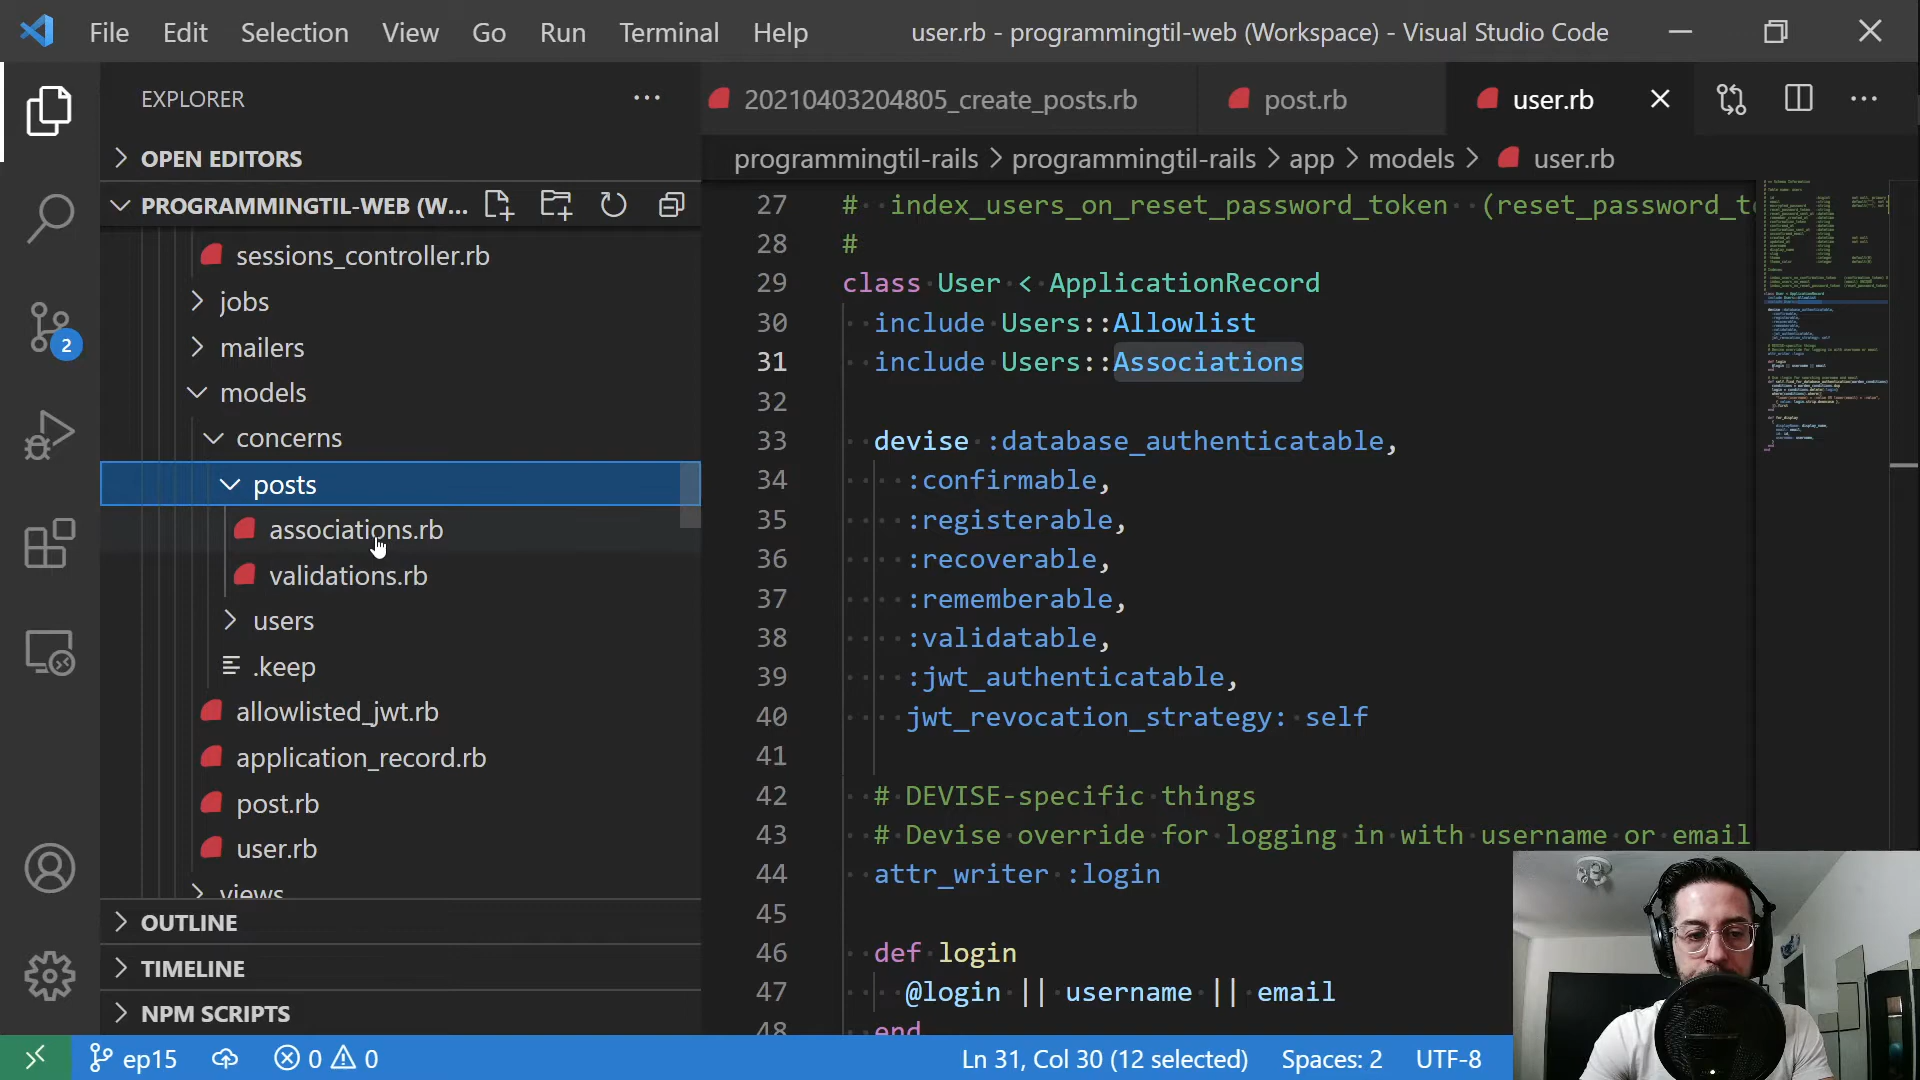 File Edit Selection View Go Run Terminal Help user.rb - programmingtil-web (Workspace) - Visual Studio Code
EXPLORER
20210403204805_create_posts.rb
post.rb
user.rb
OPEN EDITORS
programmingtil-rails > programmingtil-rails > app > models > user.rb
PROGRAMMINGTIL-WEB (W...
sessions_controller.rb
jobs
mailers
models
concerns
posts
associations.rb
validations.rb
users
.keep
allowlisted_jwt.rb
application_record.rb
post.rb
user.rb
views
OUTLINE
TIMELINE
NPM SCRIPTS
2
27 # index_users_on_reset_password_token (reset_password_t
28 #
29 class User < ApplicationRecord
30 include Users::Allowlist
31 include Users::Associations
32
33 devise :database_authenticatable,
34 :confirmable,
35 :registerable,
36 :recoverable,
37 :rememberable,
38 :validatable,
39 :jwt_authenticatable,
40 jwt_revocation_strategy: self
41
42 # DEVISE-specific things
43 # Devise override for logging in with username or email
44 attr_writer :login
45
46 def login
47 @login || username || email
48 end
ep15 0 0 Ln 31, Col 30 (12 selected) Spaces: 2 UTF-8